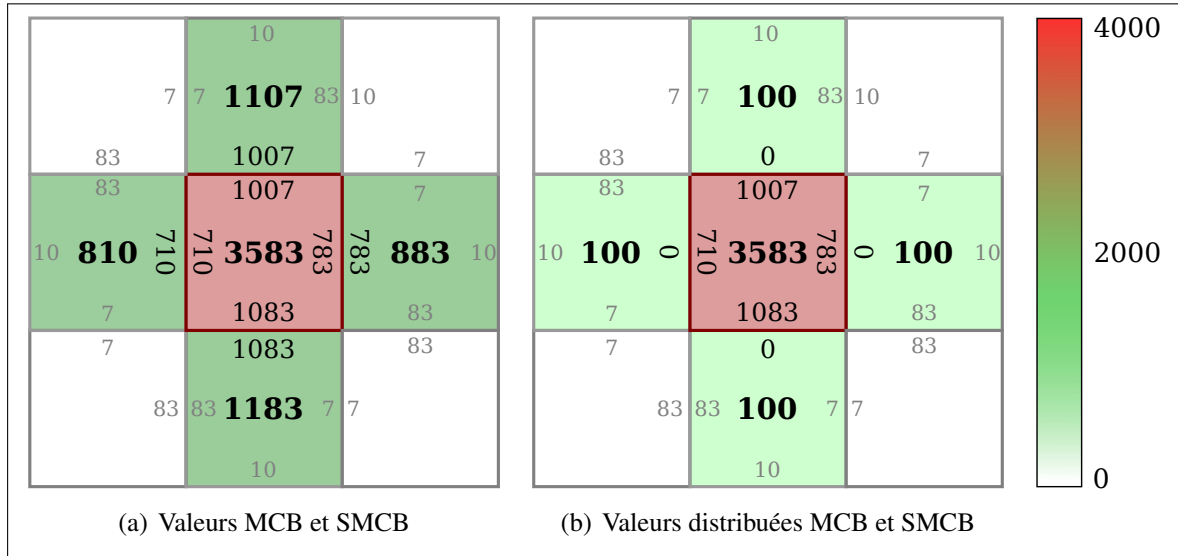 10 10 4000
7 7 1107 83 10 7 7 100 83 10
83 1007 7 83 0 7
83 1007 7 83 1007 7
10 810 710 710 3583 783 783 883 10 10 100 0 710 3583 783 0 100 10 2000
7 1083 83 7 1083 83
7 1083 83 7 0 83
83 83 1183 7 7 83 83 100 7 7
10 10 0
(a) Valeurs MCB et SMCB (b) Valeurs distribuées MCB et SMCB